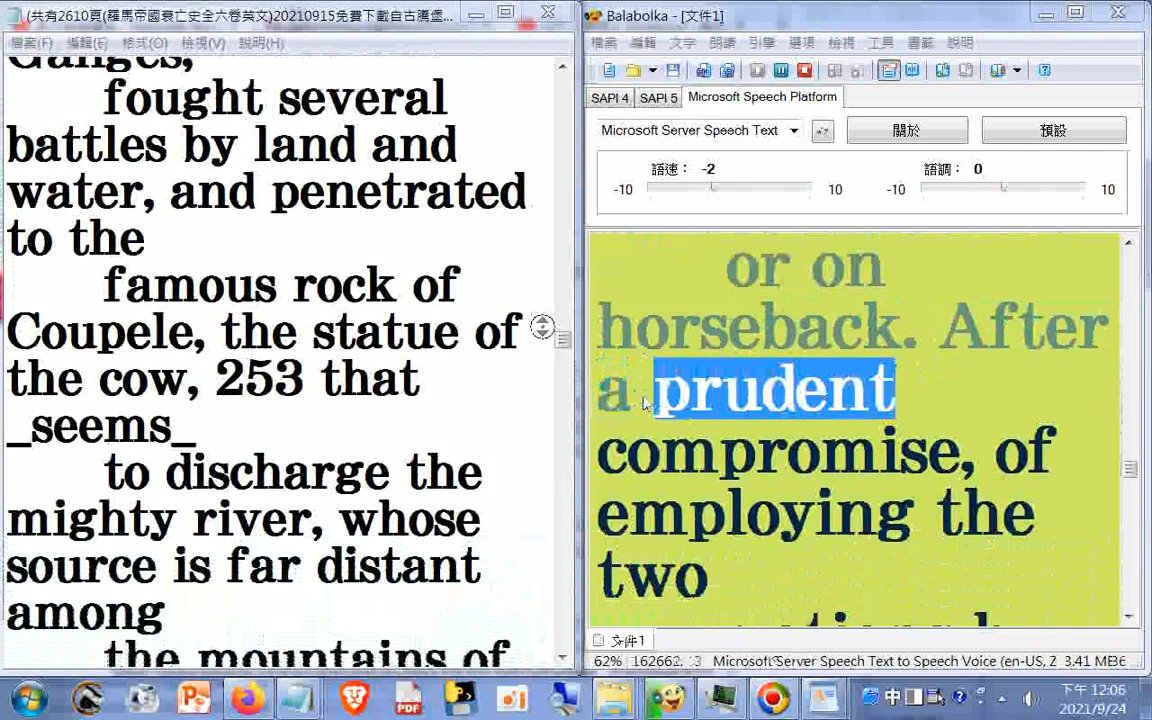 (共有2610頁(羅馬帝國衰亡史全六卷英文)20210915免費下載自古騰堡...
檔案(F) 編輯(E) 格式(O) 檢視(V) 說明(H)
Ganges,
fought several
battles by land and
water, and penetrated
to the
famous rock of
Coupele, the statue of
the cow, 253 that
_seems_
to discharge the
mighty river, whose
source is far distant
among
the mountains of
Balabolka - [文件1]
檔案 編輯 文字 朗讀 引擎 選項 檢視 工具 書籤 說明
SAPI 4 SAPI 5 Microsoft Speech Platform
Microsoft Server Speech Text
關於
預設
語速: -2
語調: 0
-10 10 -10 10
or on
horseback. After
a prudent
compromise, of
employing the
two
文件1
62% Microsoft Server Speech Text to Speech Voice (en-US, Z
中
下午 12:06
2021/9/24